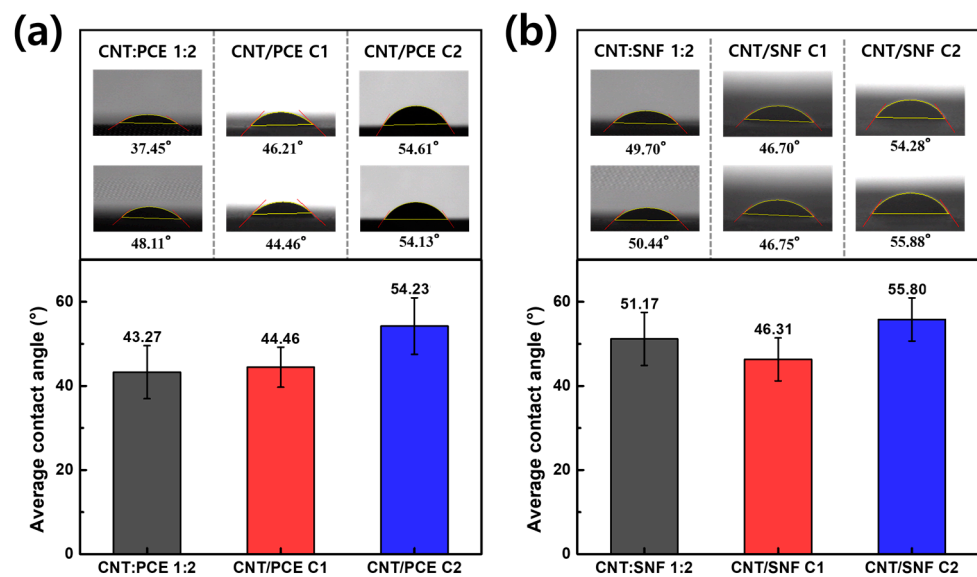 (a)
CNT:PCE 1:2 CNT/PCE C1 CNT/PCE C2
37.45° 46.21° 54.61°
48.11° 44.46° 54.13°
Average contact angle (°)
60
40
20
0
43.27
44.46
54.23
CNT:PCE 1:2 CNT/PCE C1 CNT/PCE C2
(b)
CNT:SNF 1:2 CNT/SNF C1 CNT/SNF C2
49.70° 46.70° 54.28°
50.44° 46.75° 55.88°
Average contact angle (°)
60
40
20
0
51.17
46.31
55.80
CNT:SNF 1:2 CNT/SNF C1 CNT/SNF C2